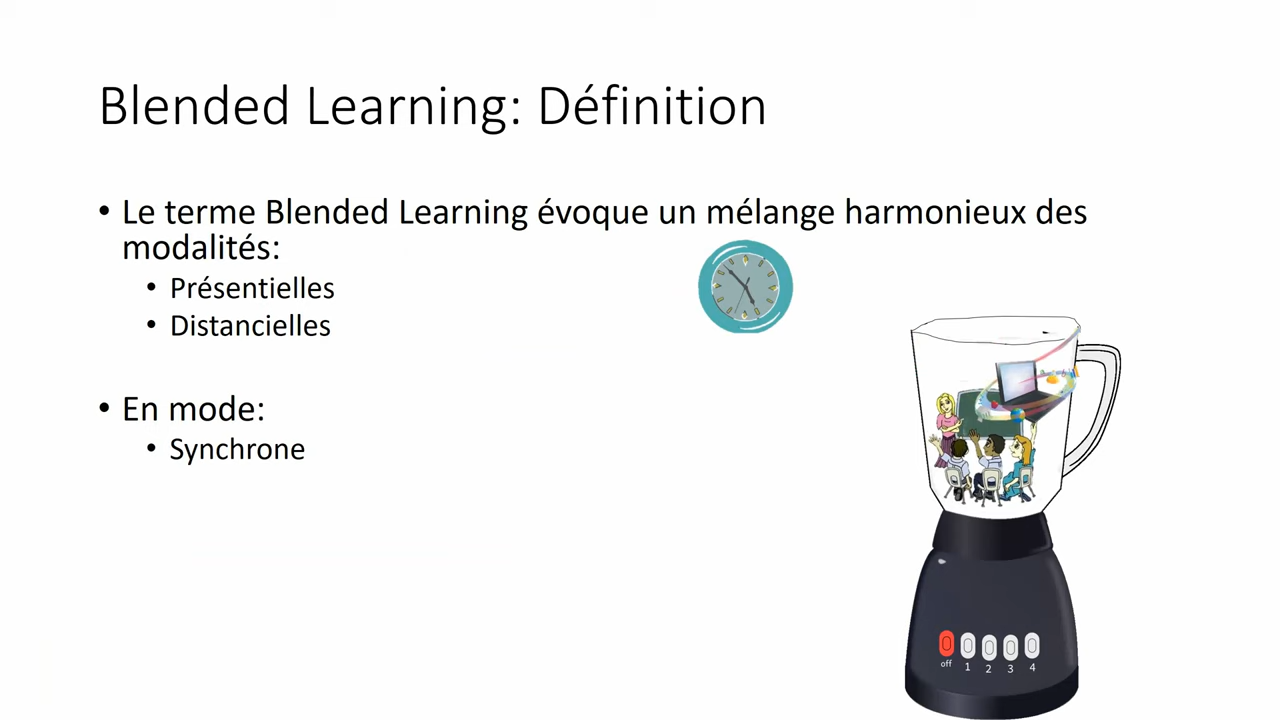 Blended Learning: Définition
• Le terme Blended Learning évoque un mélange harmonieux des
modalités:
• Présentielles
• Distancielles
• En mode:
• Synchrone
off 1 2 3 4